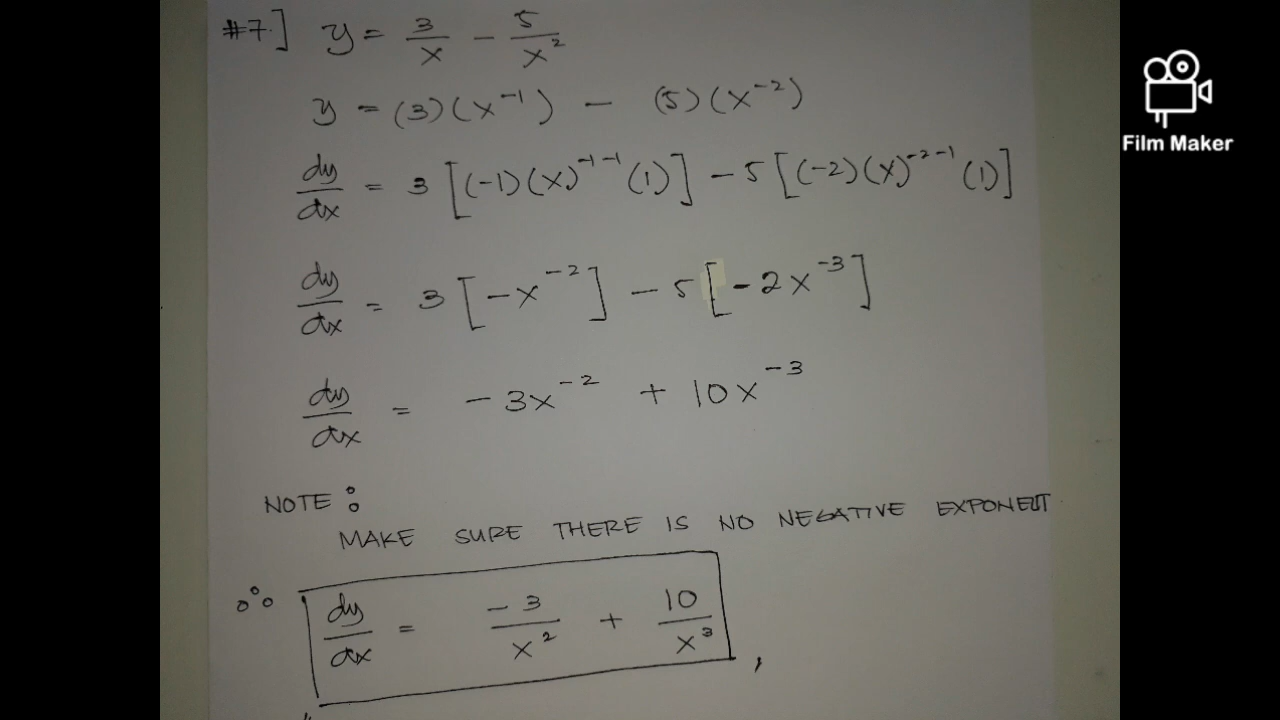 #7.] y = 3/x - 5/x²
y = (3)(x⁻¹) - (5)(x⁻²)
dy/dx = 3[(-1)(x)⁻¹⁻¹(1)] - 5[(-2)(x)⁻²⁻¹(1)]
dy/dx = 3[-x⁻²] - 5[-2x⁻³]
dy/dx = -3x⁻² + 10x⁻³
NOTE:
MAKE SURE THERE IS NO NEGATIVE EXPONENT
∴ dy/dx = -3/x² + 10/x³,
Film Maker